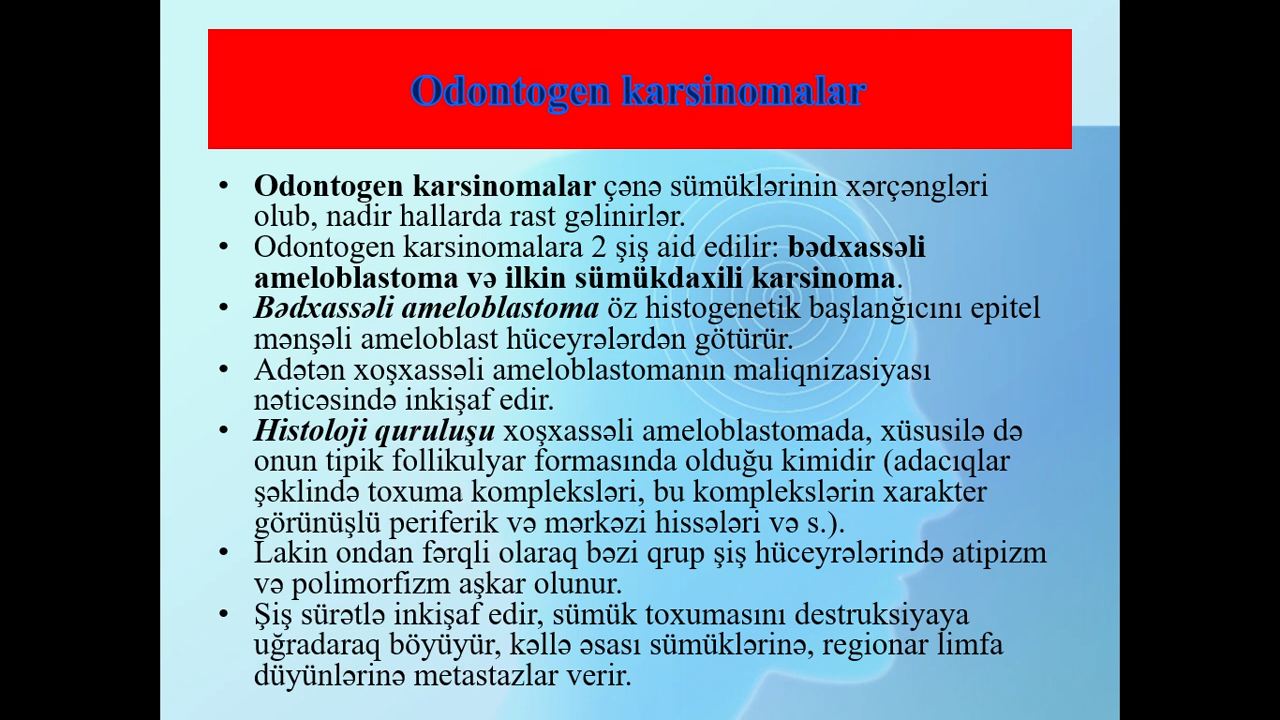 Odontogen karsinomalar
• Odontogen karsinomalar çənə sümüklərinin xərçəngləri
olub, nadir hallarda rast gəlinirlər.
• Odontogen karsinomalara 2 şiş aid edilir: bədxassəli
ameloblastoma və ilkin sümükdaxili karsinoma.
• Bədxassəli ameloblastoma öz histogenetik başlanğıcını epitel
mənşəli ameloblast hüceyrələrdən götürür.
• Adətən xoşxassəli ameloblastomanın maliqnizasiyası
nəticəsində inkişaf edir.
• Histoloji quruluşu xoşxassəli ameloblastomada, xüsusilə də
onun tipik follikulyar formasında olduğu kimidir (adacıqlar
şəklində toxuma kompleksləri, bu komplekslərin xarakter
görünüşlü periferik və mərkəzi hissələri və s.).
• Lakin ondan fərqli olaraq bəzi qrup şiş hüceyrələrində atipizm
və polimorfizm aşkar olunur.
• Şiş sürətlə inkişaf edir, sümük toxumasını destruksiyaya
uğradaraq böyüyür, kəllə əsası sümüklərinə, regionar limfa
düyünlərinə metastazlar verir.